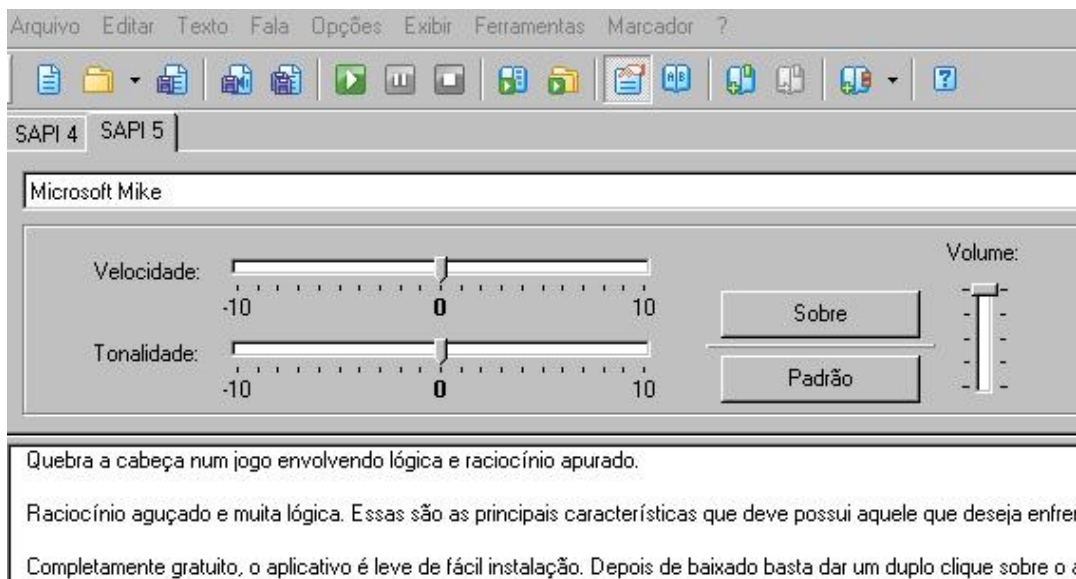 Arquivo Editar Texto Fala Opções Exibir Ferramentas Marcador ?
SAPI 4 SAPI 5
Microsoft Mike
Velocidade:
-10 0 10
Tonalidade:
-10 0 10
Sobre
Padrão
Volume:
Quebra a cabeça num jogo envolvendo lógica e raciocínio apurado.
Raciocínio aguçado e muita lógica. Essas são as principais características que deve possui aquele que deseja
Completamente gratuito, o aplicativo é leve de fácil instalação. Depois de baixado basta dar um duplo clique sobre o